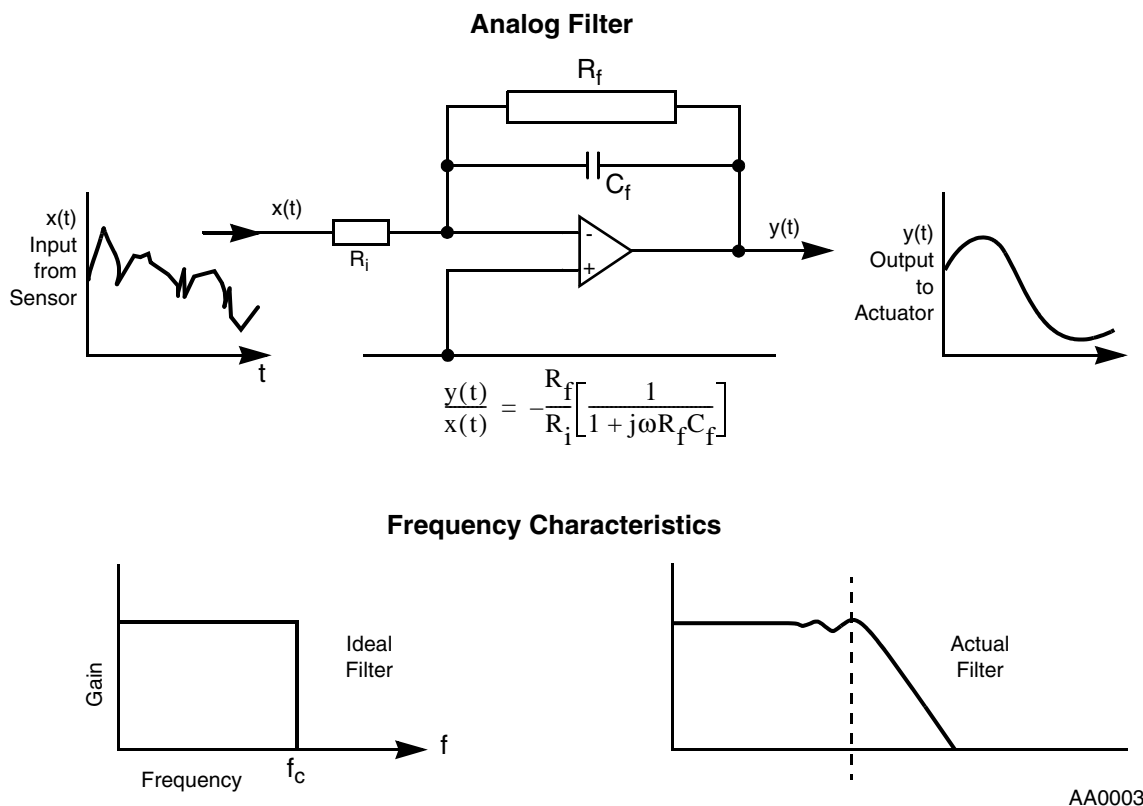 Analog Filter
R_f
C_f
x(t)
Input
from
Sensor
t
x(t)
R_i
-
+
y(t)
y(t)
Output
to
Actuator
y(t)/x(t) = -R_f/R_i[1/(1 + jωR_fC_f)]
Frequency Characteristics
Gain
Ideal
Filter
f
f_c
Frequency
Actual
Filter
AA0003